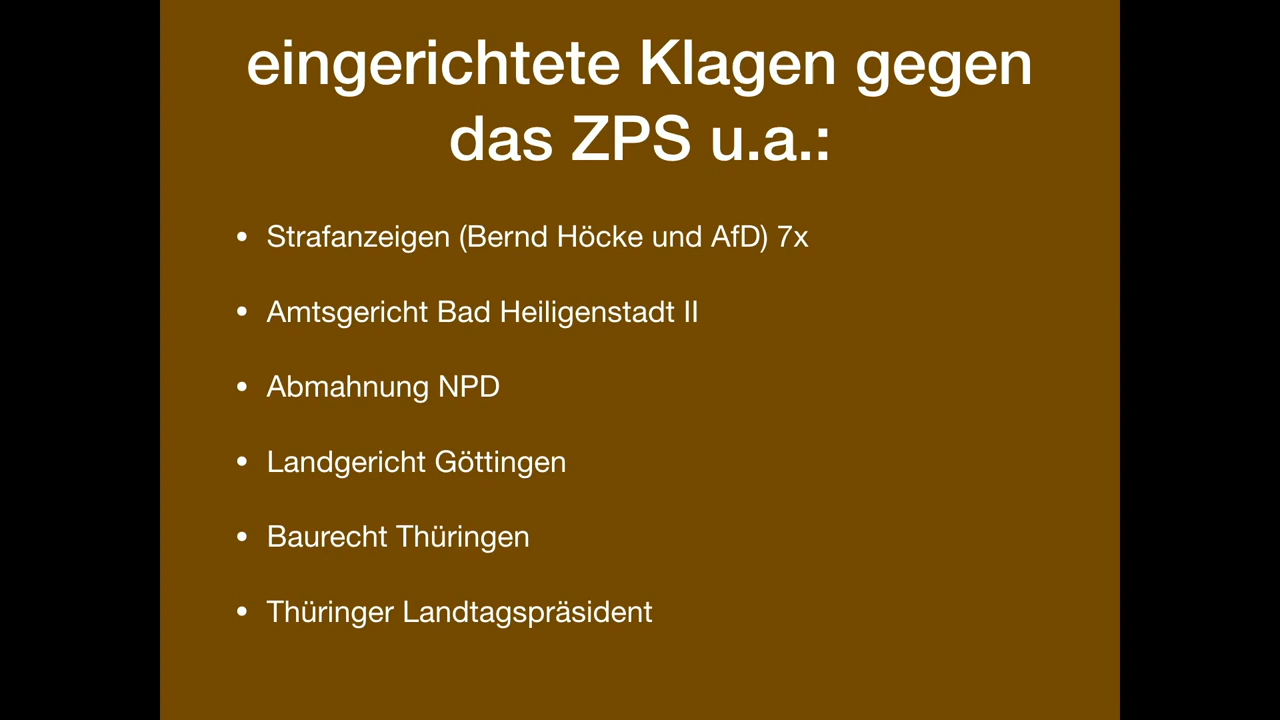 eingerichtete Klagen gegen
das ZPS u.a.:
• Strafanzeigen (Bernd Höcke und AfD) 7x
• Amtsgericht Bad Heiligenstadt II
• Abmahnung NPD
• Landgericht Göttingen
• Baurecht Thüringen
• Thüringer Landtagspräsident